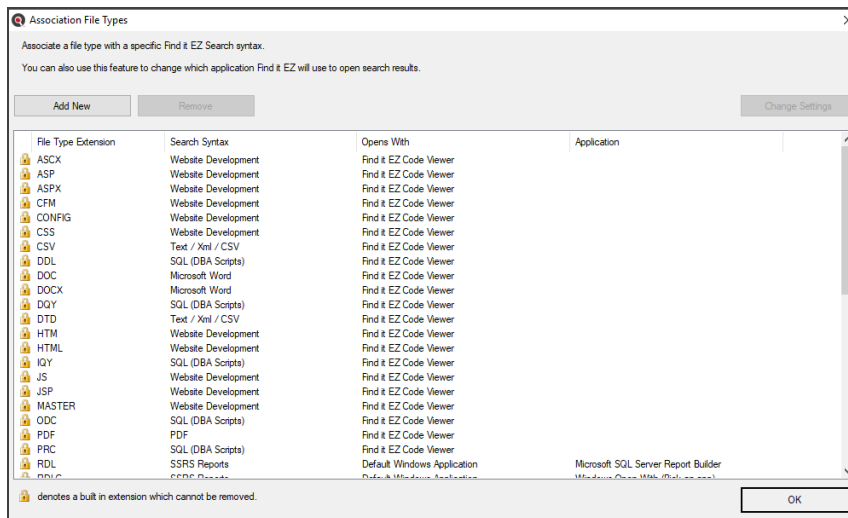 Association File Types
Associate a file type with a specific Find it EZ Search syntax.
You can also use this feature to change which application Find it EZ will use to open search results.
Add New Remove Change Settings
File Type Extension Search Syntax Opens With Application
ASCX Website Development Find it EZ Code Viewer
ASP Website Development Find it EZ Code Viewer
ASPX Website Development Find it EZ Code Viewer
CFM Website Development Find it EZ Code Viewer
CONFIG Website Development Find it EZ Code Viewer
CSS Website Development Find it EZ Code Viewer
CSV Text / Xml / CSV Find it EZ Code Viewer
DDL SQL (DBA Scripts) Find it EZ Code Viewer
DOC Microsoft Word Find it EZ Code Viewer
DOCX Microsoft Word Find it EZ Code Viewer
DQY SQL (DBA Scripts) Find it EZ Code Viewer
DTD Text / Xml / CSV Find it EZ Code Viewer
HTM Website Development Find it EZ Code Viewer
HTML Website Development Find it EZ Code Viewer
IQY SQL (DBA Scripts) Find it EZ Code Viewer
JS Website Development Find it EZ Code Viewer
JSP Website Development Find it EZ Code Viewer
MASTER Website Development Find it EZ Code Viewer
ODC SQL (DBA Scripts) Find it EZ Code Viewer
PDF PDF Find it EZ Code Viewer
PRC SQL (DBA Scripts) Find it EZ Code Viewer
RDL SSRS Reports Default Windows Application Microsoft SQL Server Report Builder
RDLC SSRS Reports Default Windows Application Windows Open With (Pick an app)
denotes a built in extension which cannot be removed.
OK